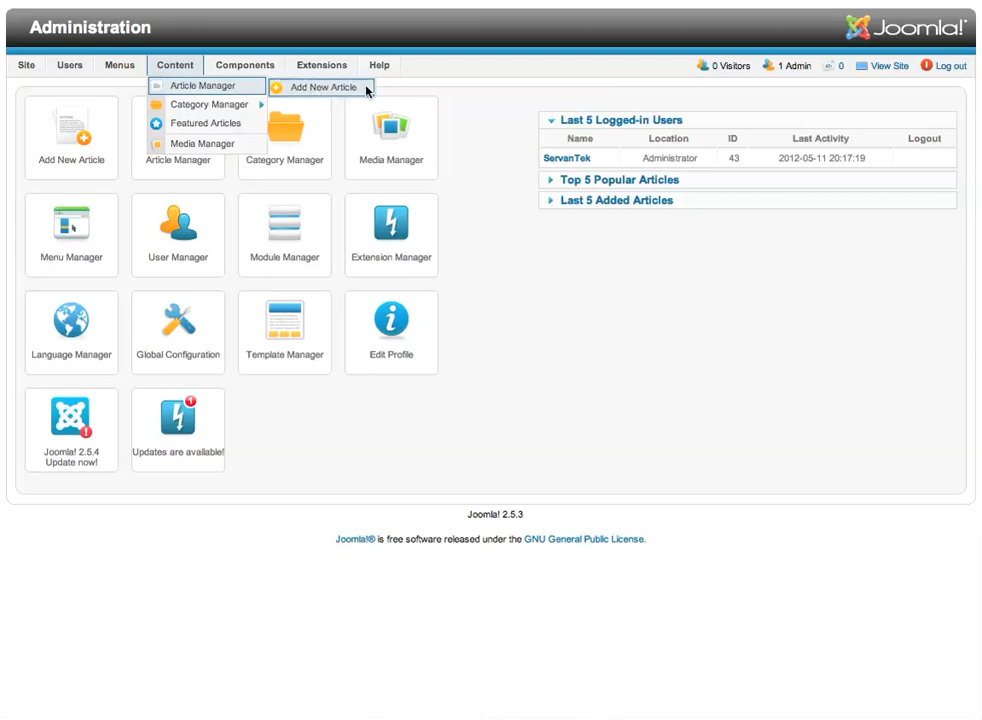 Administration
Joomla!
Site Users Menus Content Components Extensions Help
0 Visitors 1 Admin 0 View Site Log out
Article Manager Add New Article
Category Manager
Featured Articles
Media Manager
Add New Article Article Manager Category Manager Media Manager
Last 5 Logged-in Users
Name Location ID Last Activity Logout
ServanTek Administrator 43 2012-05-11 20:17:19
Top 5 Popular Articles
Last 5 Added Articles
Menu Manager User Manager Module Manager Extension Manager
Language Manager Global Configuration Template Manager Edit Profile
1
Joomla! 2.5.4 Updates are available!
Update now!
Joomla! 2.5.3
Joomla!® is free software released under the GNU General Public License.